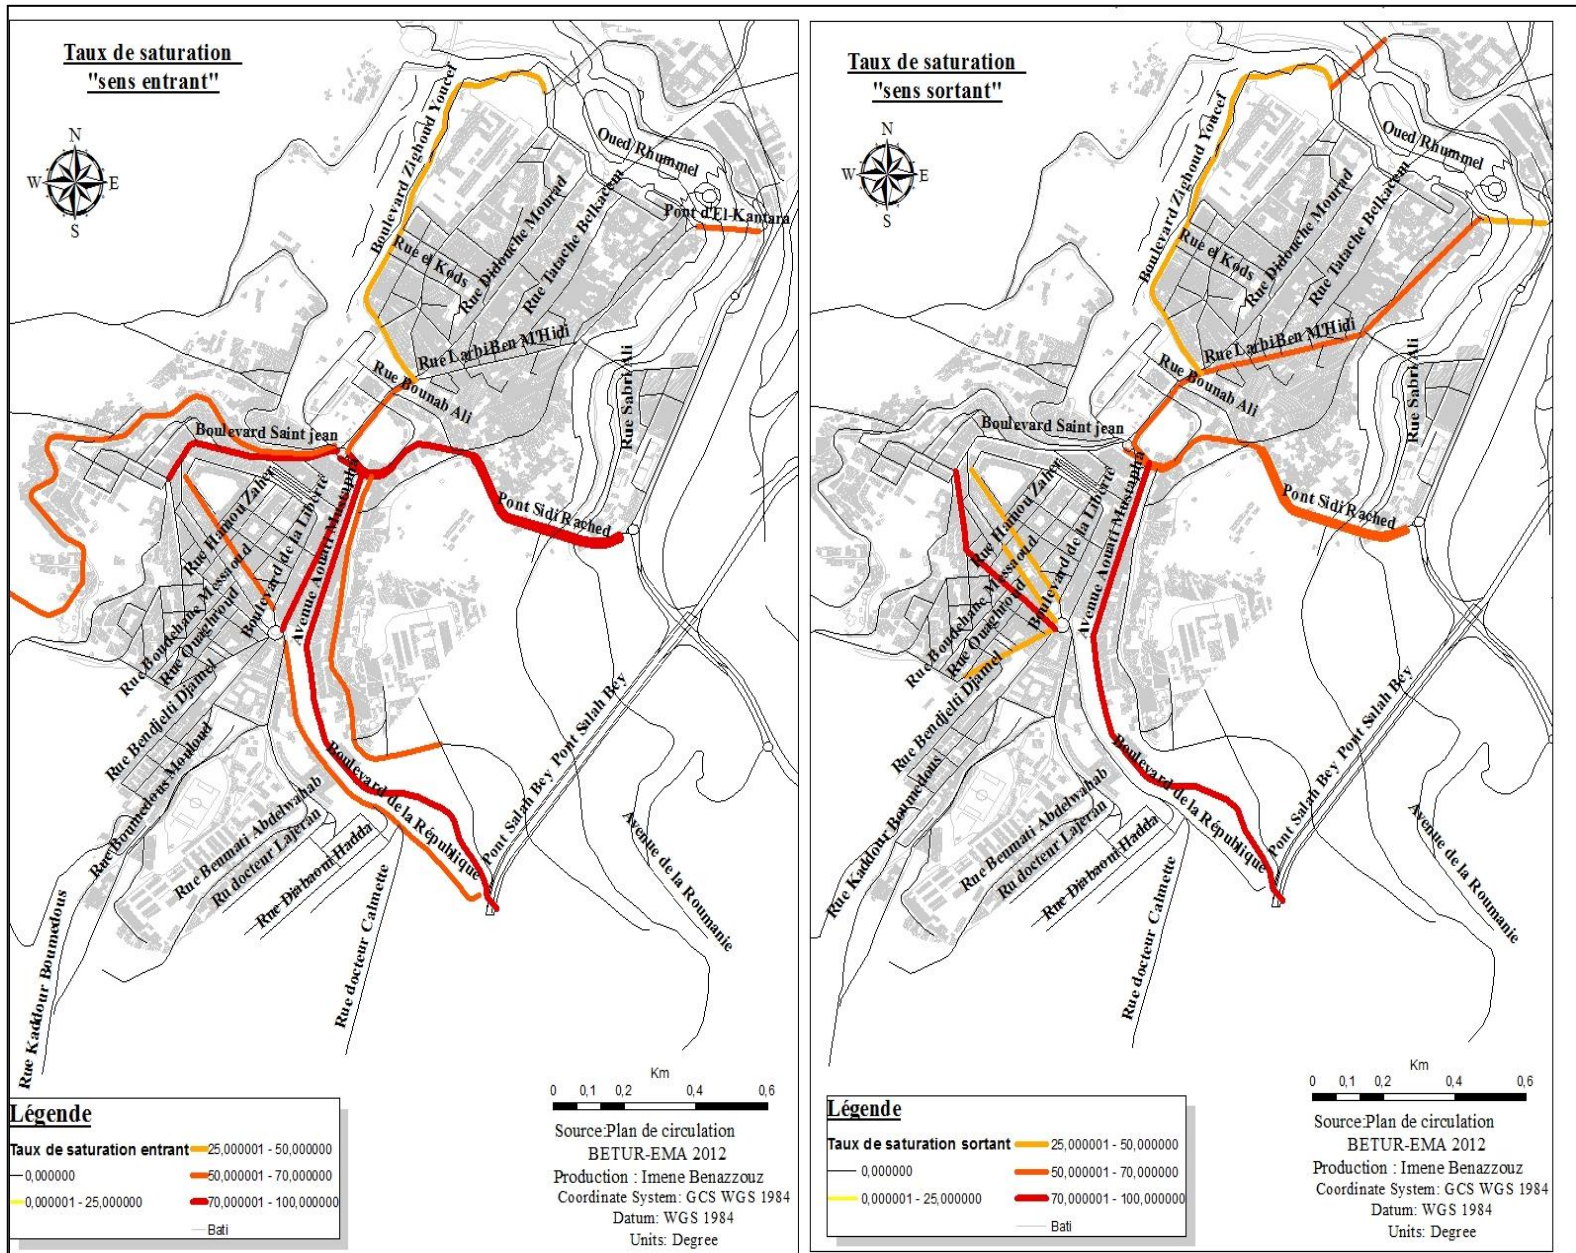 Taux de saturation
"sens entrant"
N
W
E
S
Boulevard Zighoud Youcef
Oued Rhummel
Pont d'El-Kantara
Rue el Kods
Rue Didouche Mourad
Rue Tatache Belkacem
Rue Larbi Ben M'Hidi
Rue Bounab Ali
Rue Sabri Ali
Boulevard Saint jean
Rue Hamou Zaher
Boulevard de la Liberté
Avenue Aouati Mustapha
Pont Sidi Rached
Rue Boudehane Messaoud
Rue Ouaghroud
Rue Bendjelti Djamel
Rue Boumedous Mouloud
Boulevard de la République
Pont Salah Bey
Pont Salah Bey
Rue Benmati Abdelwahab
Ru docteur Lajeran
Rue Diabaoui Hadda
Rue docteur Calmette
Avenue de la Roumanie
Rue Kaddour Boumedous
Km
0 0,1 0,2 0,4 0,6
Légende
Taux de saturation entrant
0,000000
0,000001 - 25,000000
25,000001 - 50,000000
50,000001 - 70,000000
70,000001 - 100,000000
Bati
Source:Plan de circulation
BETUR-EMA 2012
Production : Imene Benazzouz
Coordinate System: GCS WGS 1984
Datum: WGS 1984
Units: Degree
Taux de saturation
"sens sortant"
N
W
E
S
Boulevard Zighoud Youcef
Oued Rhummel
Rue el Kods
Rue Didouche Mourad
Rue Tatache Belkacem
Rue Larbi Ben M'Hidi
Rue Bounab Ali
Rue Sabri Ali
Boulevard Saint jean
Rue Hamou Zaher
Boulevard de la Liberté
Avenue Aouati Mustapha
Pont Sidi Rached
Rue Boudehane Messaoud
Rue Ouaghroud
Rue Bendjelti Djamel
Rue Kaddour Boumedous
Boulevard de la République
Pont Salah Bey
Pont Salah Bey
Rue Benmati Abdelwahab
Ru docteur Lajeran
Rue Diabaoui Hadda
Rue docteur Calmette
Avenue de la Roumanie
Km
0 0,1 0,2 0,4 0,6
Légende
Taux de saturation sortant
0,000000
0,000001 - 25,000000
25,000001 - 50,000000
50,000001 - 70,000000
70,000001 - 100,000000
Bati
Source:Plan de circulation
BETUR-EMA 2012
Production : Imene Benazzouz
Coordinate System: GCS WGS 1984
Datum: WGS 1984
Units: Degree